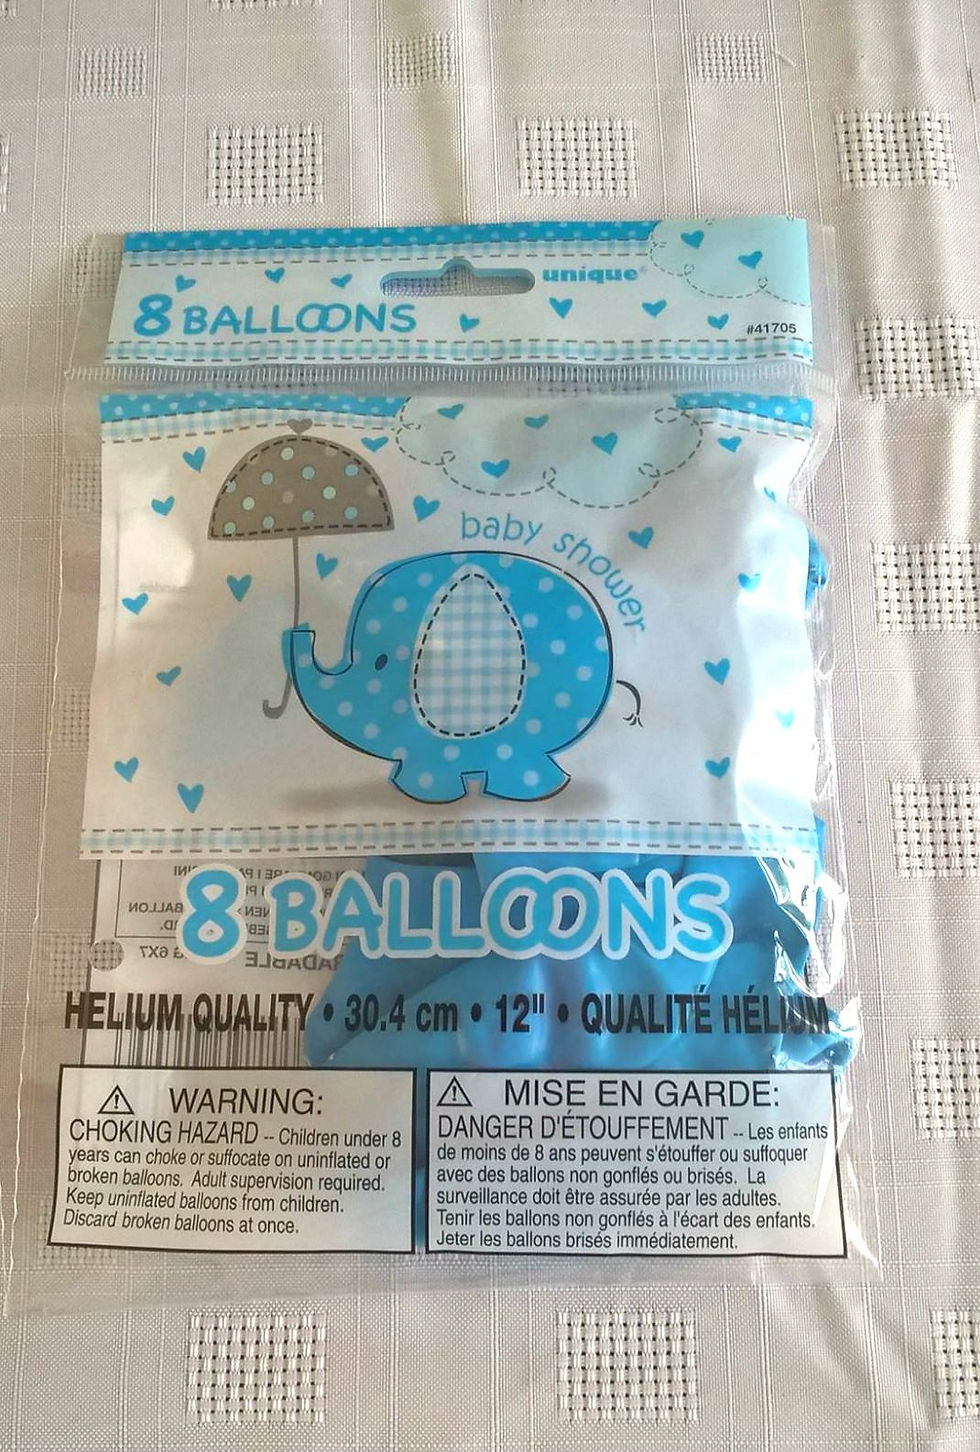 unique®
8 BALLOONS
#41705
baby shower
8 BALLOONS
HELIUM QUALITY • 30.4 cm • 12" • QUALITÉ HÉLIUM
WARNING:
CHOKING HAZARD -- Children under 8
years can choke or suffocate on uninflated or
broken balloons. Adult supervision required.
Keep uninflated balloons from children.
Discard broken balloons at once.
MISE EN GARDE:
DANGER D'ÉTOUFFEMENT -- Les enfants
de moins de 8 ans peuvent s'étouffer ou suffoquer
avec des ballons non gonflés ou brisés. La
surveillance doit être assurée par les adultes.
Tenir les ballons non gonflés à l'écart des enfants.
Jeter les ballons brisés immédiatement.